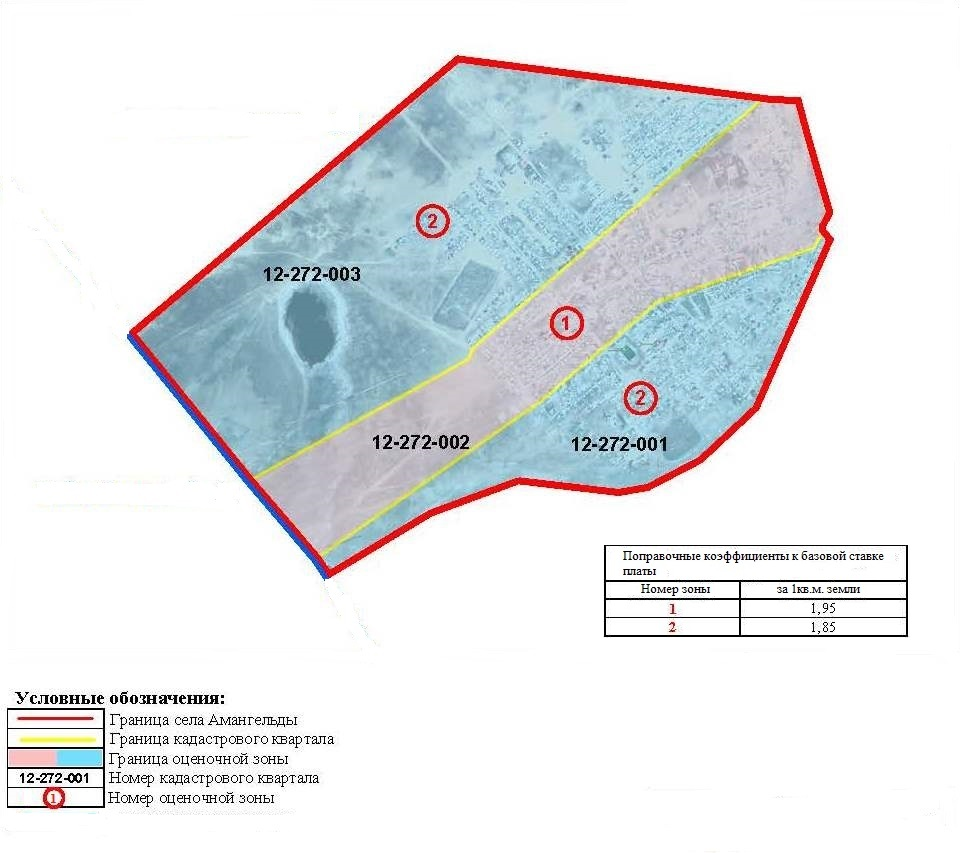 2
12-272-003
1
2
12-272-002
12-272-001
Поправочные коэффициенты к базовой ставке
платы
Номер зоны за 1кв.м. земли
1 1,95
2 1,85
Условные обозначения:
Граница села Амангельды
Граница кадастрового квартала
Граница оценочной зоны
12-272-001 Номер кадастрового квартала
1 Номер оценочной зоны